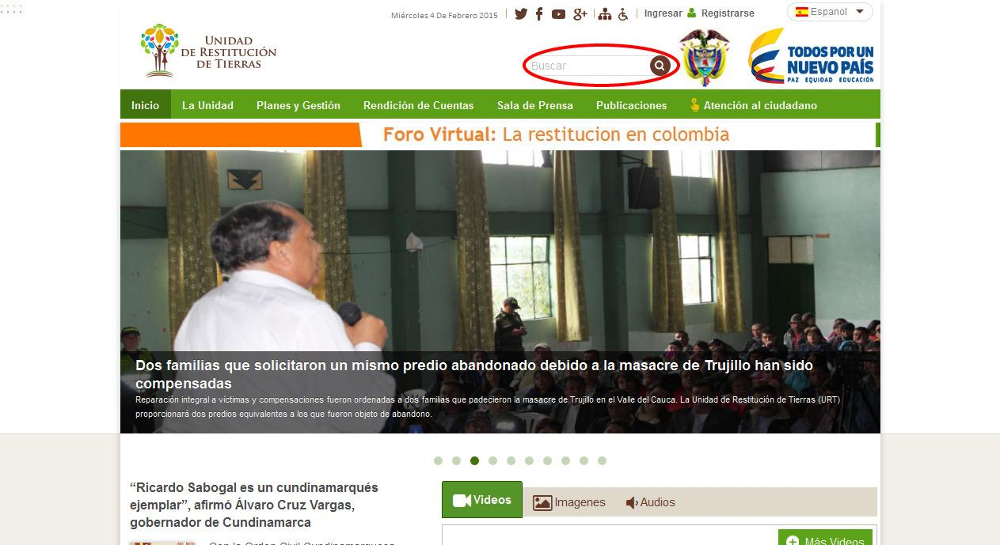 ; ; ; ;
Miércoles 4 De Febrero 2015
Ingresar
Registrarse
Espanol
UNIDAD
DE RESTITUCIÓN
DE TIERRAS
Buscar
TODOS POR UN
NUEVO PAÍS
PAZ EQUIDAD EDUCACIÓN
Inicio La Unidad Planes y Gestión Rendición de Cuentas Sala de Prensa Publicaciones Atención al ciudadano
Foro Virtual: La restitucion en colombia
Dos familias que solicitaron un mismo predio abandonado debido a la masacre de Trujillo han sido
compensadas
Reparación integral a víctimas y compensaciones fueron ordenadas a dos familias que padecieron la masacre de Trujillo en el Valle del Cauca. La Unidad de Restitución de Tierras (URT)
proporcionará dos predios equivalentes a los que fueron objeto de abandono.
“Ricardo Sabogal es un cundinamarqués
ejemplar”, afirmó Álvaro Cruz Vargas,
gobernador de Cundinamarca
Con la Orden Civil Cundinamarquesa
Videos Imagenes Audios
Más Videos